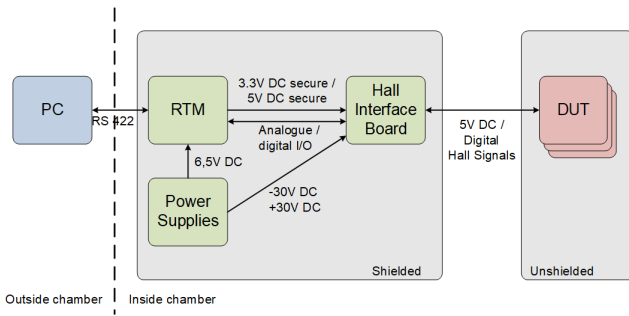 PC
RS 422
RTM
3.3V DC secure /
5V DC secure
Analogue /
digital I/O
Hall
Interface
Board
5V DC /
Digital
Hall Signals
DUT
6,5V DC
Power
Supplies
-30V DC
+30V DC
Shielded
Unshielded
Outside chamber
Inside chamber